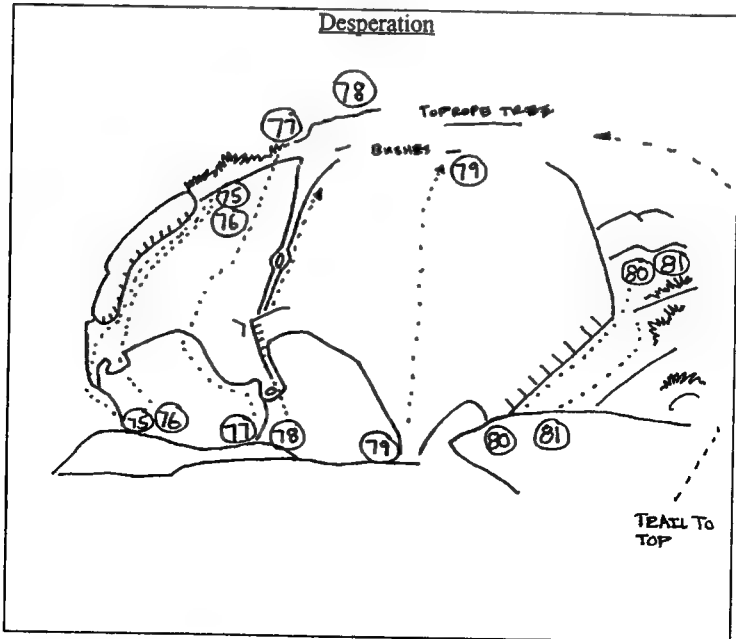 Desperation
78
TOPROPE TREE
77
BUSHES
79
75
76
80 81
75 76 77 78 79 80 81
TRAIL TO
TOP